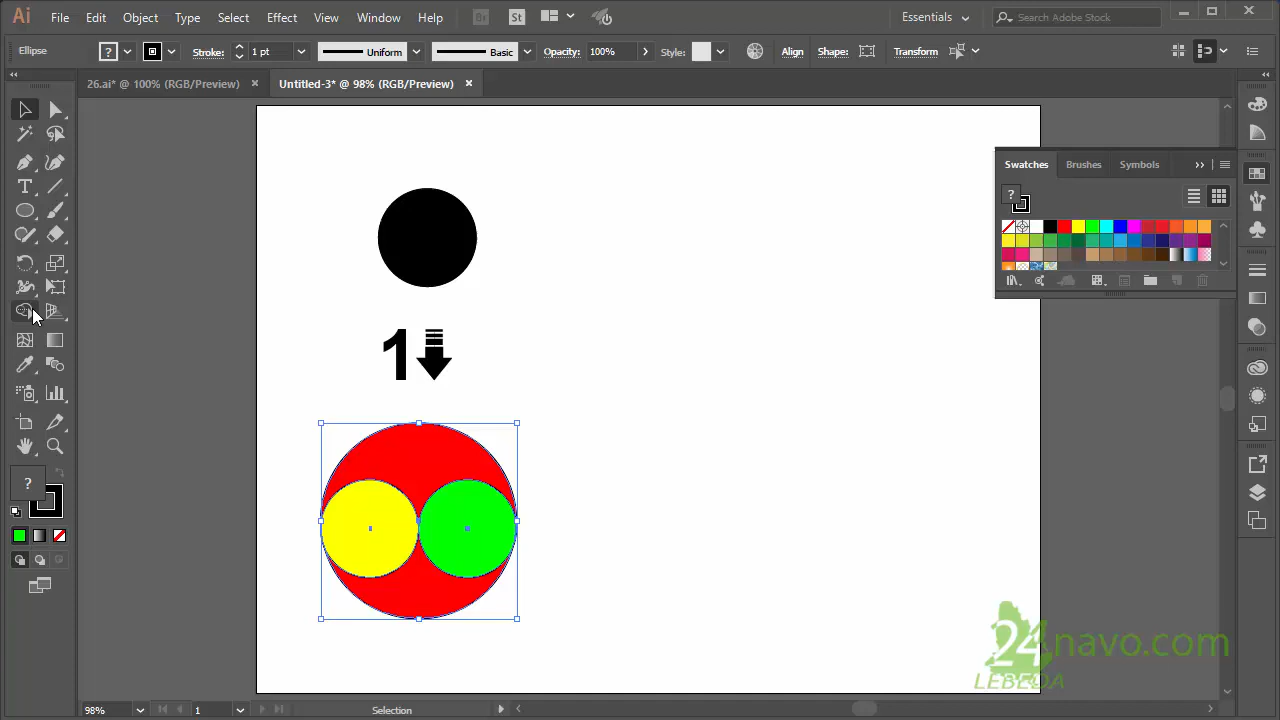 Ai File Edit Object Type Select Effect View Window Help Br St Essentials Search Adobe Stock
Ellipse ? Stroke: 1 pt Uniform Basic Opacity: 100% Style: Align Shape: Transform
26.ai* @ 100% (RGB/Preview) Untitled-3* @ 98% (RGB/Preview)
Swatches Brushes Symbols
?
T
1
?
24navo.com
LEBEDA
98% 1 Selection